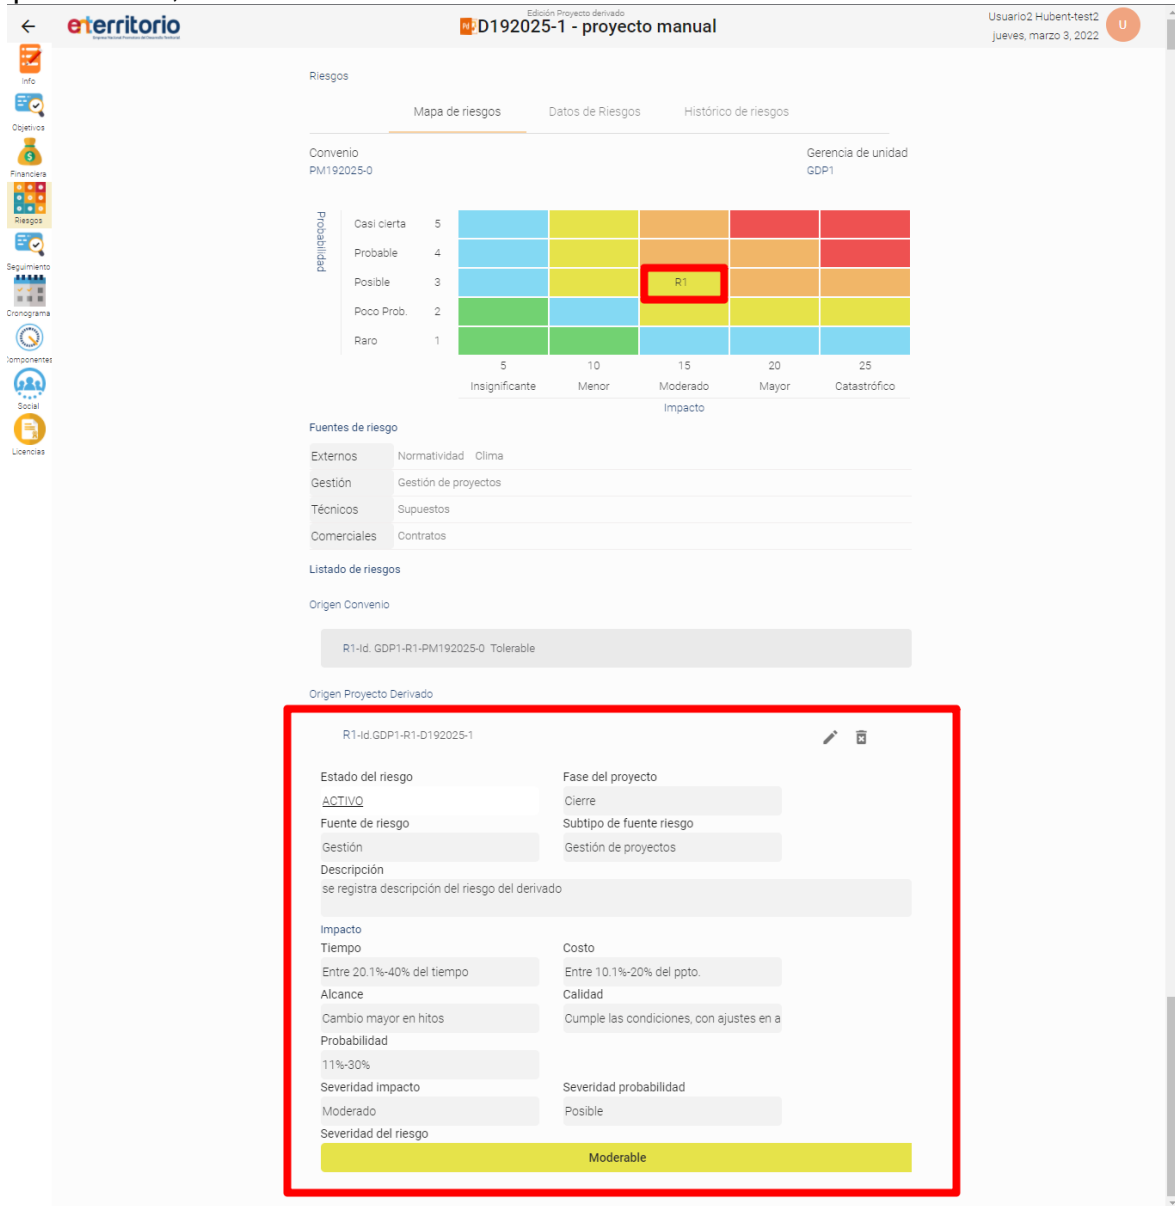 Edición Proyecto derivado
eterritorio
D192025-1 - proyecto manual
Usuario2 Hubent-test2
jueves, marzo 3, 2022
U
Info
Objetivos
Financiera
Riesgos
Seguimiento
Cronograma
Componentes
Social
Licencias
Riesgos
Mapa de riesgos Datos de Riesgos Histórico de riesgos
Convenio Gerencia de unidad
PM192025-0 GDP1
Probabilidad
Casi cierta 5
Probable 4
Posible 3 R1
Poco Prob. 2
Raro 1
5 10 15 20 25
Insignificante Menor Moderado Mayor Catastrófico
Impacto
Fuentes de riesgo
Externos Normatividad Clima
Gestión Gestión de proyectos
Técnicos Supuestos
Comerciales Contratos
Listado de riesgos
Origen Convenio
R1-Id. GDP1-R1-PM192025-0 Tolerable
Origen Proyecto Derivado
R1-Id.GDP1-R1-D192025-1
Estado del riesgo Fase del proyecto
ACTIVO Cierre
Fuente de riesgo Subtipo de fuente riesgo
Gestión Gestión de proyectos
Descripción
se registra descripción del riesgo del derivado
Impacto
Tiempo Costo
Entre 20.1%-40% del tiempo Entre 10.1%-20% del ppto.
Alcance Calidad
Cambio mayor en hitos Cumple las condiciones, con ajustes en a
Probabilidad
11%-30%
Severidad impacto Severidad probabilidad
Moderado Posible
Severidad del riesgo
Moderable